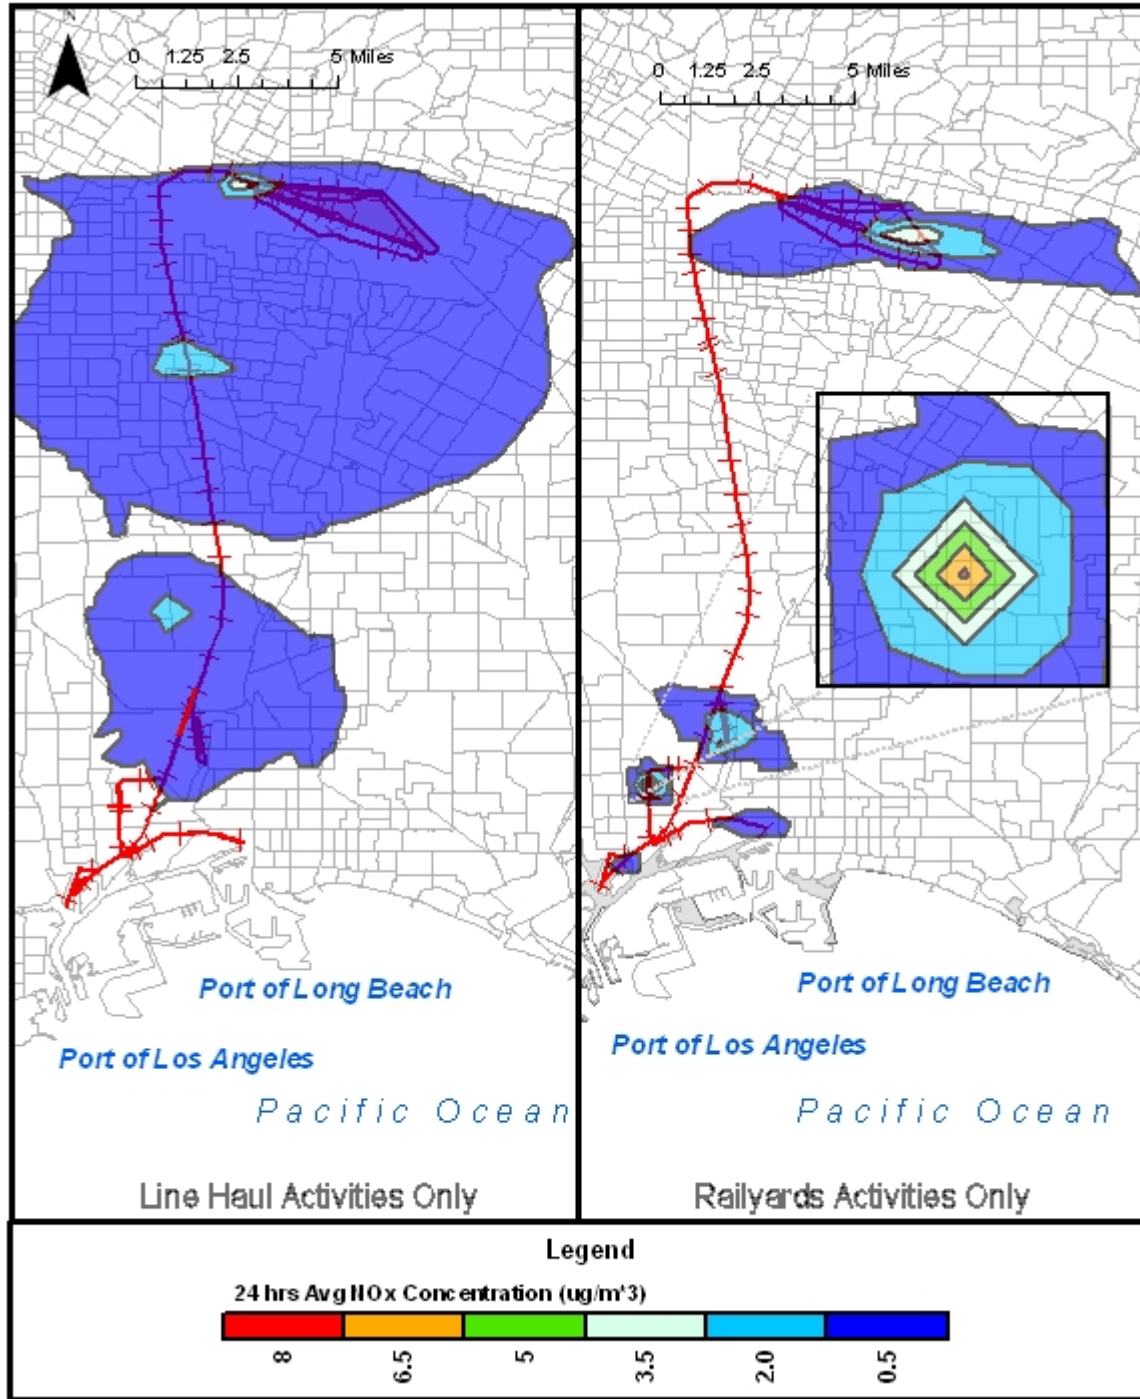 0 1.25 2.5 5 Miles
0 1.25 2.5 5 Miles
Port of Long Beach
Port of Los Angeles
Pacific Ocean
Line Haul Activities Only
Port of Long Beach
Port of Los Angeles
Pacific Ocean
Railyards Activities Only
Legend
24 hrs Avg NOx Concentration (ug/m^3)
8 6.5 5 3.5 2.0 0.5